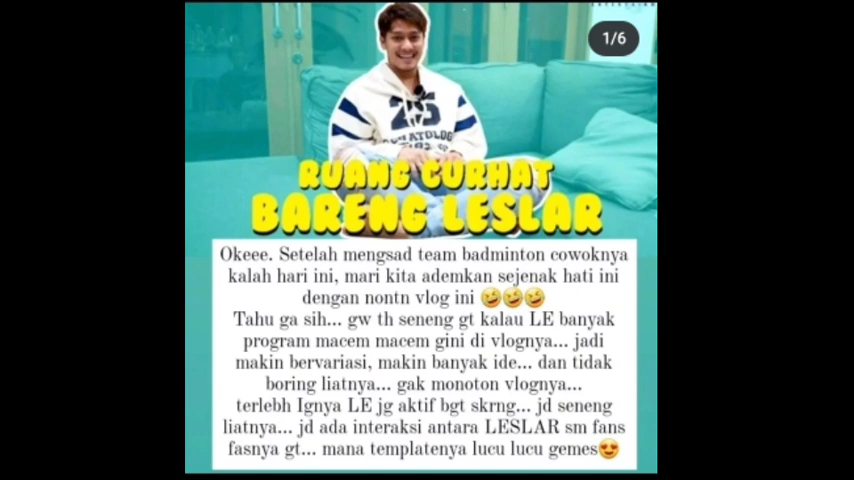 1/6
RUANG CURHAT
BARENG LESLAR
Okeee. Setelah mengsad team badminton cowoknya
kalah hari ini, mari kita ademkan sejenak hati ini
dengan nontn vlog ini 🤣🤣🤣
Tahu ga sih... gw th seneng gt kalau LE banyak
program macem macem gini di vlognya... jadi
makin bervariasi, makin banyak ide... dan tidak
boring liatnya... gak monoton vlognya...
terlebh Ignya LE jg aktif bgt skrng... jd seneng
liatnya... jd ada interaksi antara LESLAR sm fans
fasnya gt... mana templatenya lucu lucu gemes😍